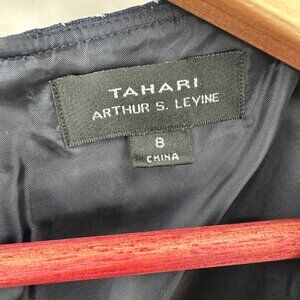 TAHARI
ARTHUR S. LEVINE
8
CHINA